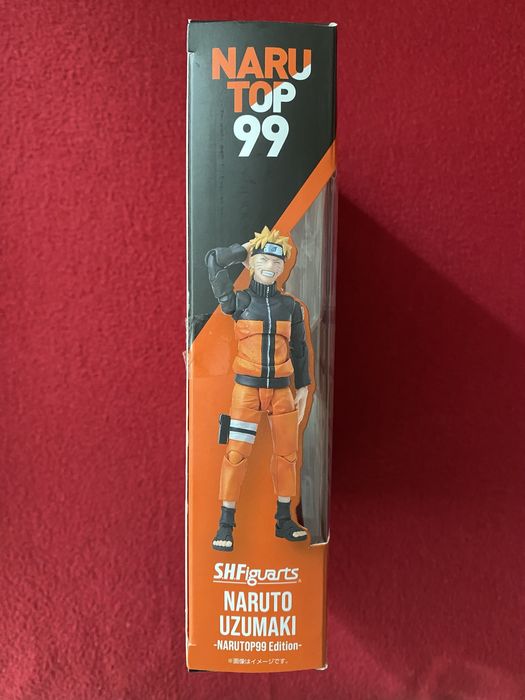 NARU
TOP
99
S.H.Figuarts
NARUTO
UZUMAKI
-NARUTOP99 Edition-
※画像はイメージです。